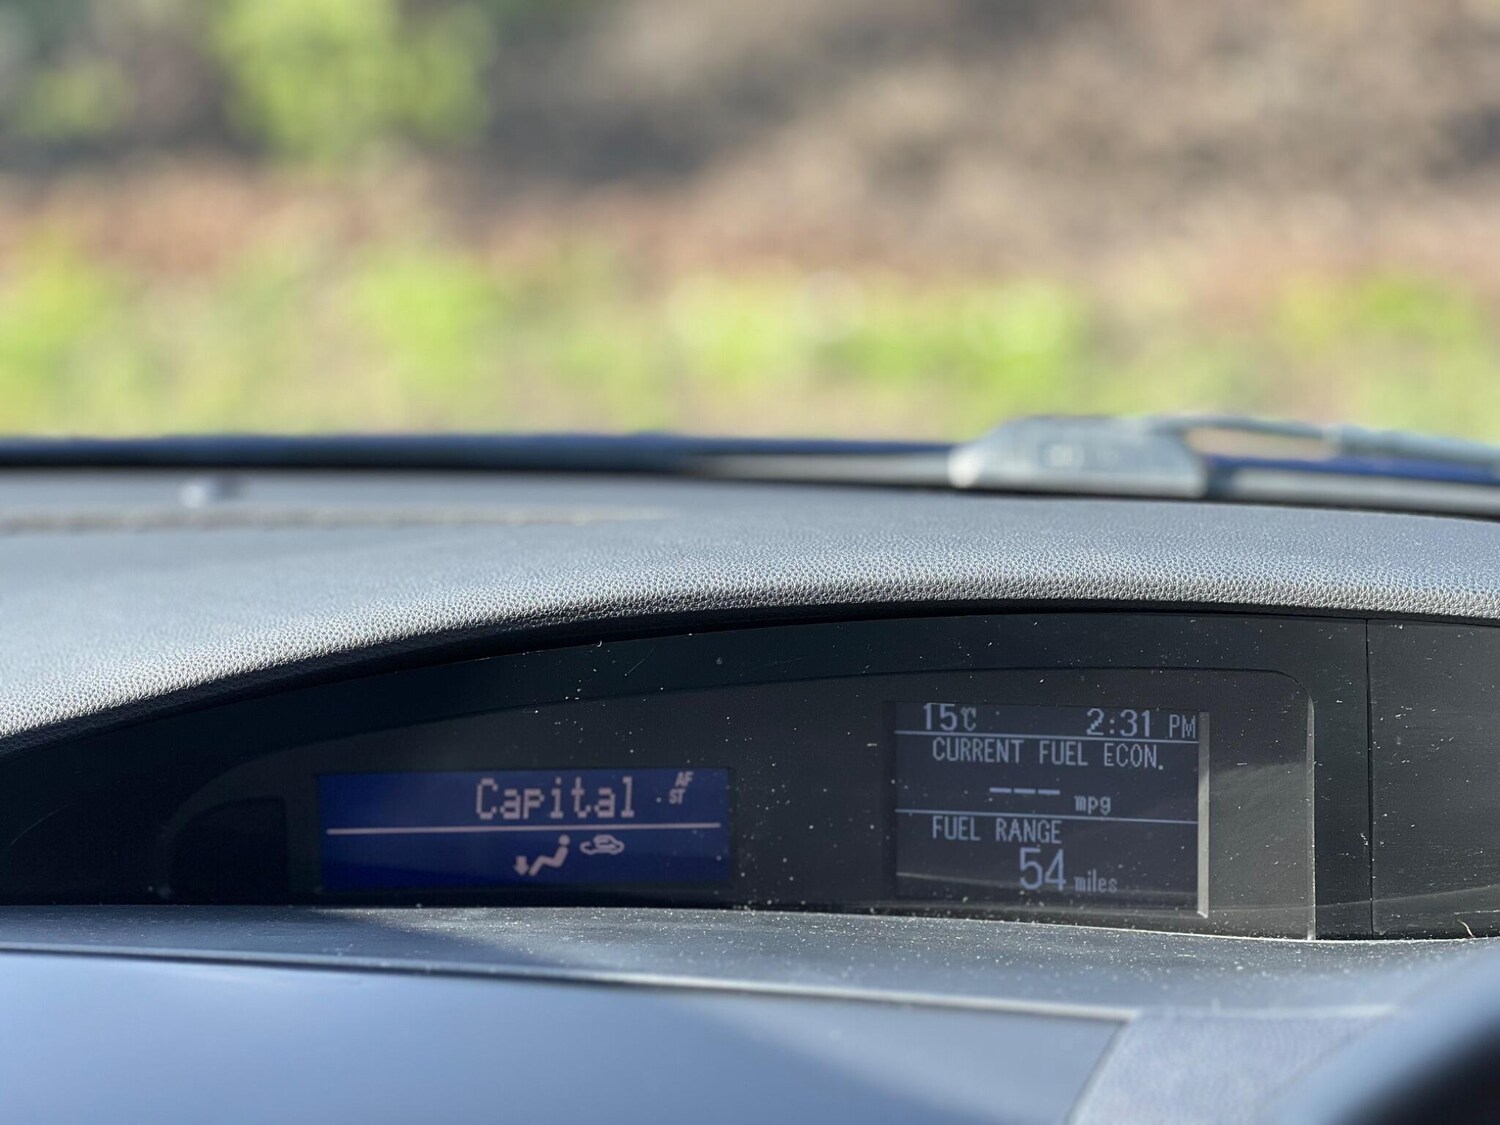 Capital AF
ST
15℃ 2:31 PM
CURRENT FUEL ECON.
--- mpg
FUEL RANGE
54 miles